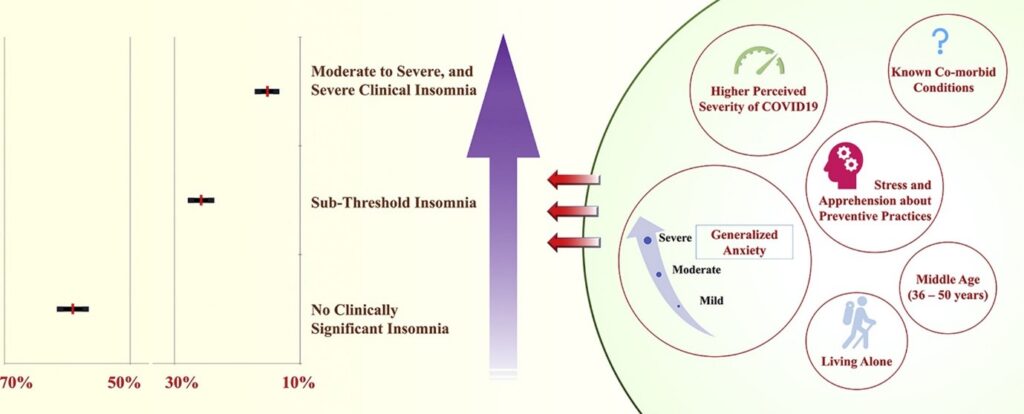 Moderate to Severe, and
Severe Clinical Insomnia
Sub-Threshold Insomnia
No Clinically
Significant Insomnia
70%
50%
30%
10%
Higher Perceived
Severity of COVID19
?
Known Co-morbid
Conditions
Stress and
Apprehension about
Preventive Practices
Generalized
Anxiety
Severe
Moderate
Mild
Middle Age
(36 – 50 years)
Living Alone